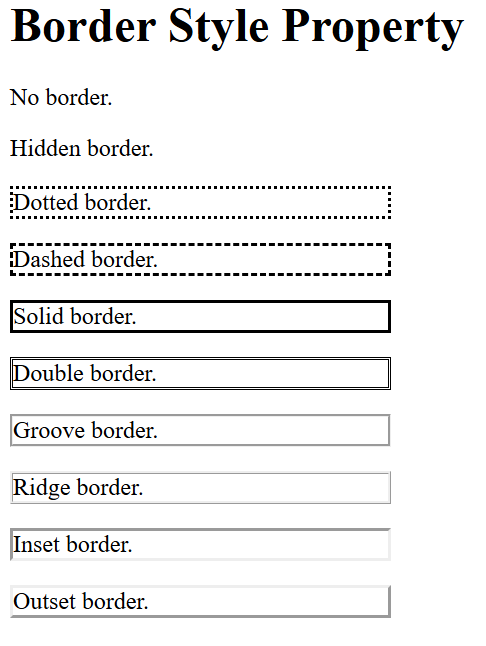 Border Style Property
No border.
Hidden border.
Dotted border.
Dashed border.
Solid border.
Double border.
Groove border.
Ridge border.
Inset border.
Outset border.